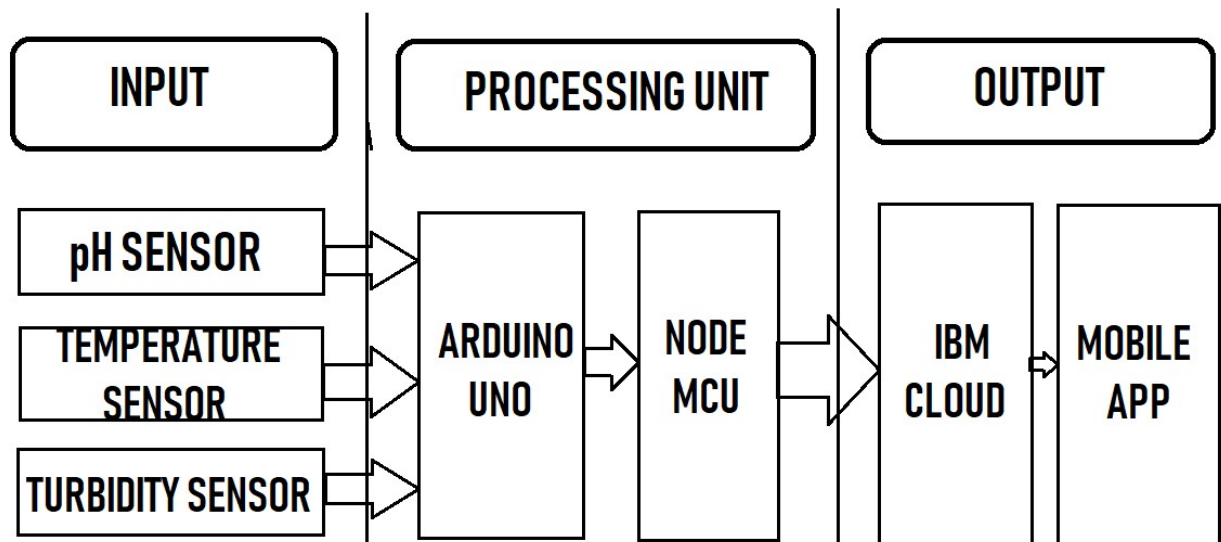 INPUT
PROCESSING UNIT
OUTPUT
pH SENSOR
TEMPERATURE
SENSOR
TURBIDITY SENSOR
ARDUINO
UNO
NODE
MCU
IBM
CLOUD
MOBILE
APP